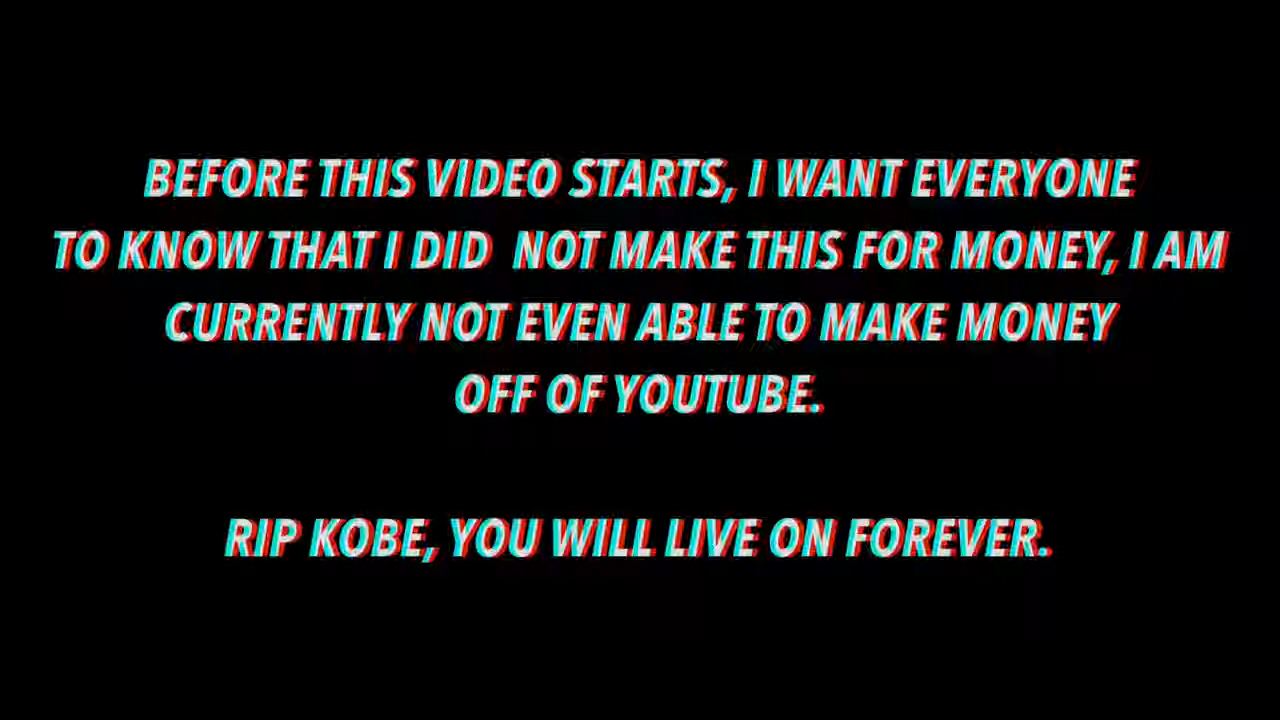 BEFORE THIS VIDEO STARTS, I WANT EVERYONE
TO KNOW THAT I DID  NOT MAKE THIS FOR MONEY, I AM
CURRENTLY NOT EVEN ABLE TO MAKE MONEY
OFF OF YOUTUBE.
RIP KOBE, YOU WILL LIVE ON FOREVER.